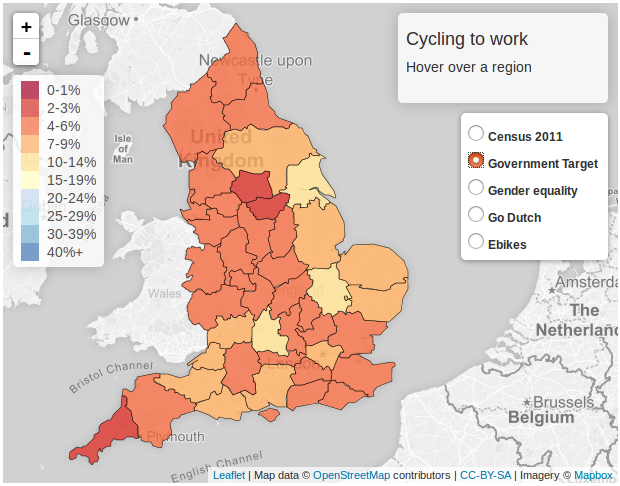 Glasgow
+
-
Cycling to work
Hover over a region
Newcastle upon
Tyne
0-1%
2-3%
4-6%
7-9%
10-14%
15-19%
20-24%
25-29%
30-39%
40%+
Isle
of
Man
United
Kingdom
Census 2011
Government Target
Gender equality
Go Dutch
Ebikes
Wales
England
London
Amsterda
The
Netherland
Bristol Channel
Brussels
Belgium
Plymouth
English Channel
Leaflet | Map data © OpenStreetMap contributors | CC-BY-SA | Imagery © Mapbox